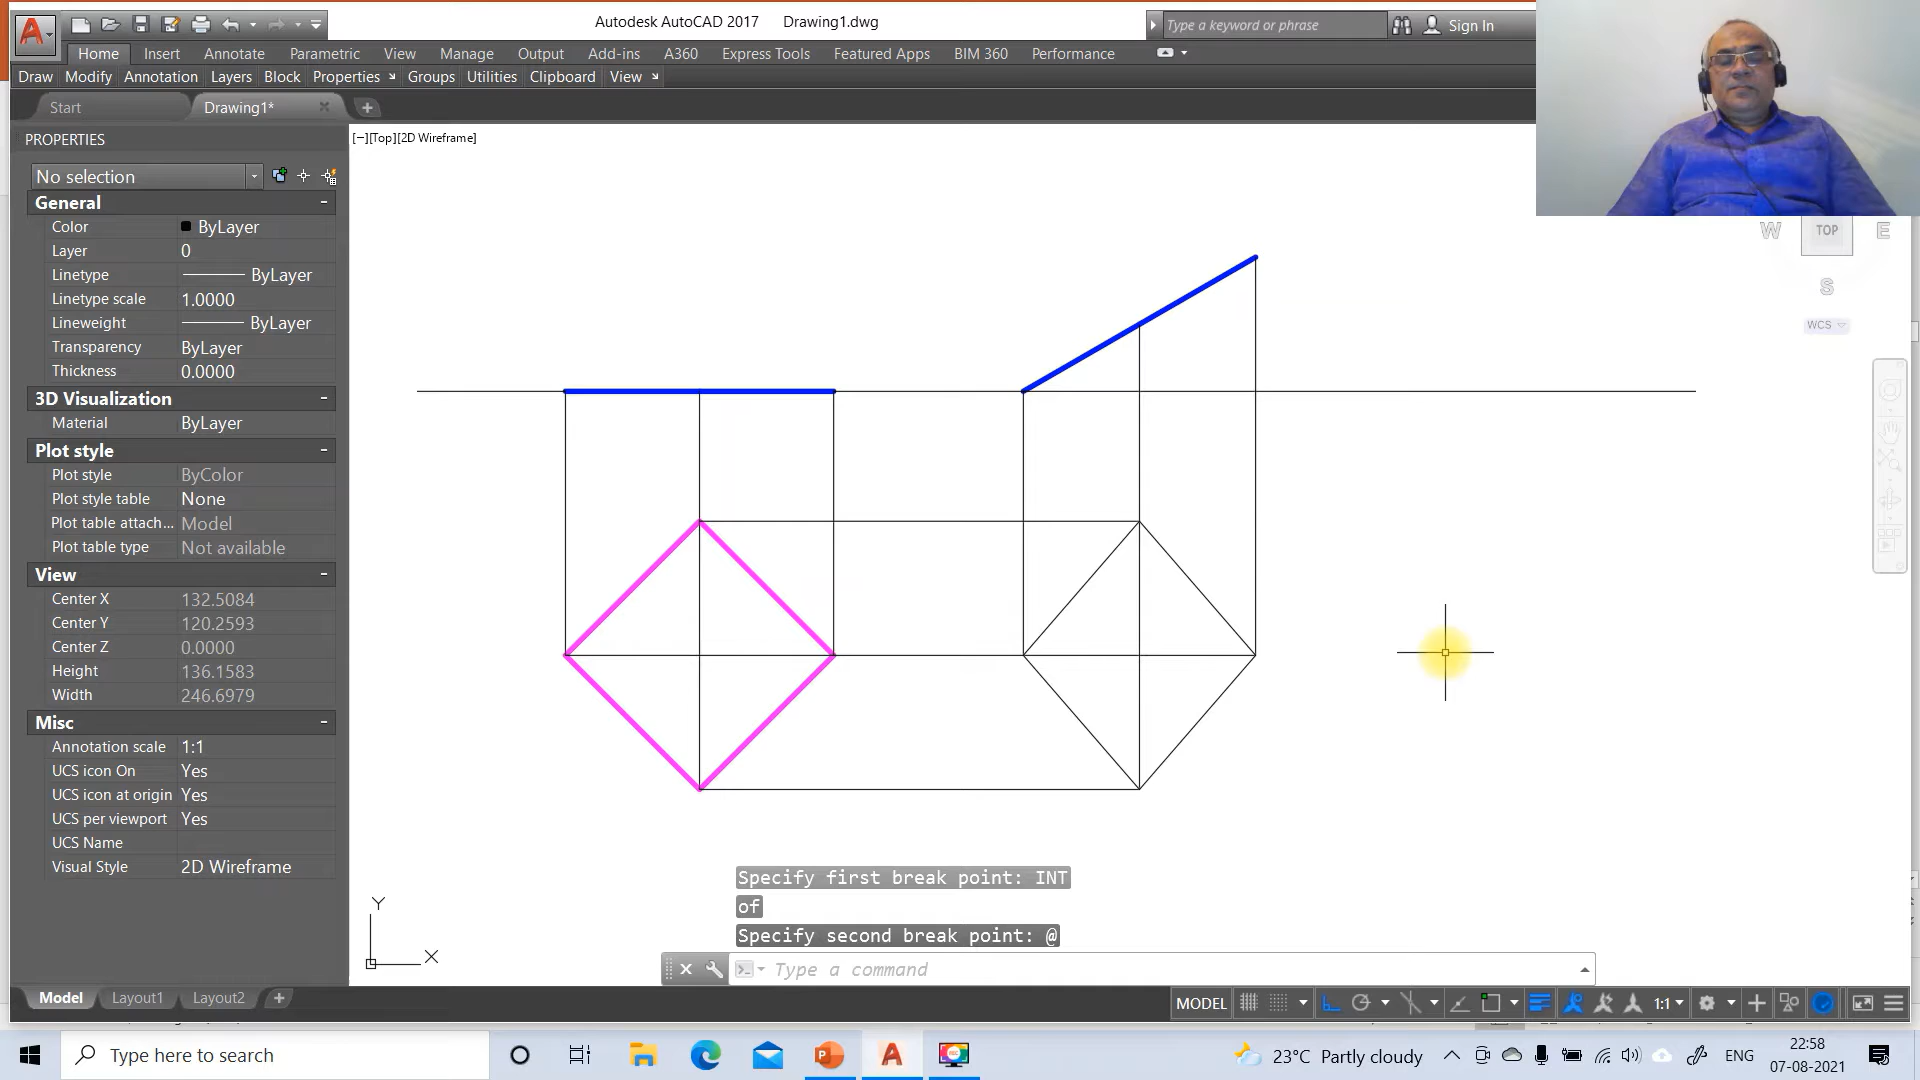 Autodesk AutoCAD 2017 Drawing1.dwg
Type a keyword or phrase
Sign In
Home Insert Annotate Parametric View Manage Output Add-ins A360 Express Tools Featured Apps BIM 360 Performance
Draw Modify Annotation Layers Block Properties Groups Utilities Clipboard View
Start Drawing1*
PROPERTIES
No selection
General
Color ByLayer
Layer 0
Linetype ByLayer
Linetype scale 1.0000
Lineweight ByLayer
Transparency ByLayer
Thickness 0.0000
3D Visualization
Material ByLayer
Plot style
Plot style ByColor
Plot style table None
Plot table attach... Model
Plot table type Not available
View
Center X 132.5084
Center Y 120.2593
Center Z 0.0000
Height 136.1583
Width 246.6979
Misc
Annotation scale 1:1
UCS icon On Yes
UCS icon at origin Yes
UCS per viewport Yes
UCS Name
Visual Style 2D Wireframe
[−][Top][2D Wireframe]
W TOP E
S
WCS
Y
X
Specify first break point: INT
of
Specify second break point: @
Type a command
Model Layout1 Layout2
MODEL 1:1
Type here to search
23°C Partly cloudy
ENG
22:58
07-08-2021